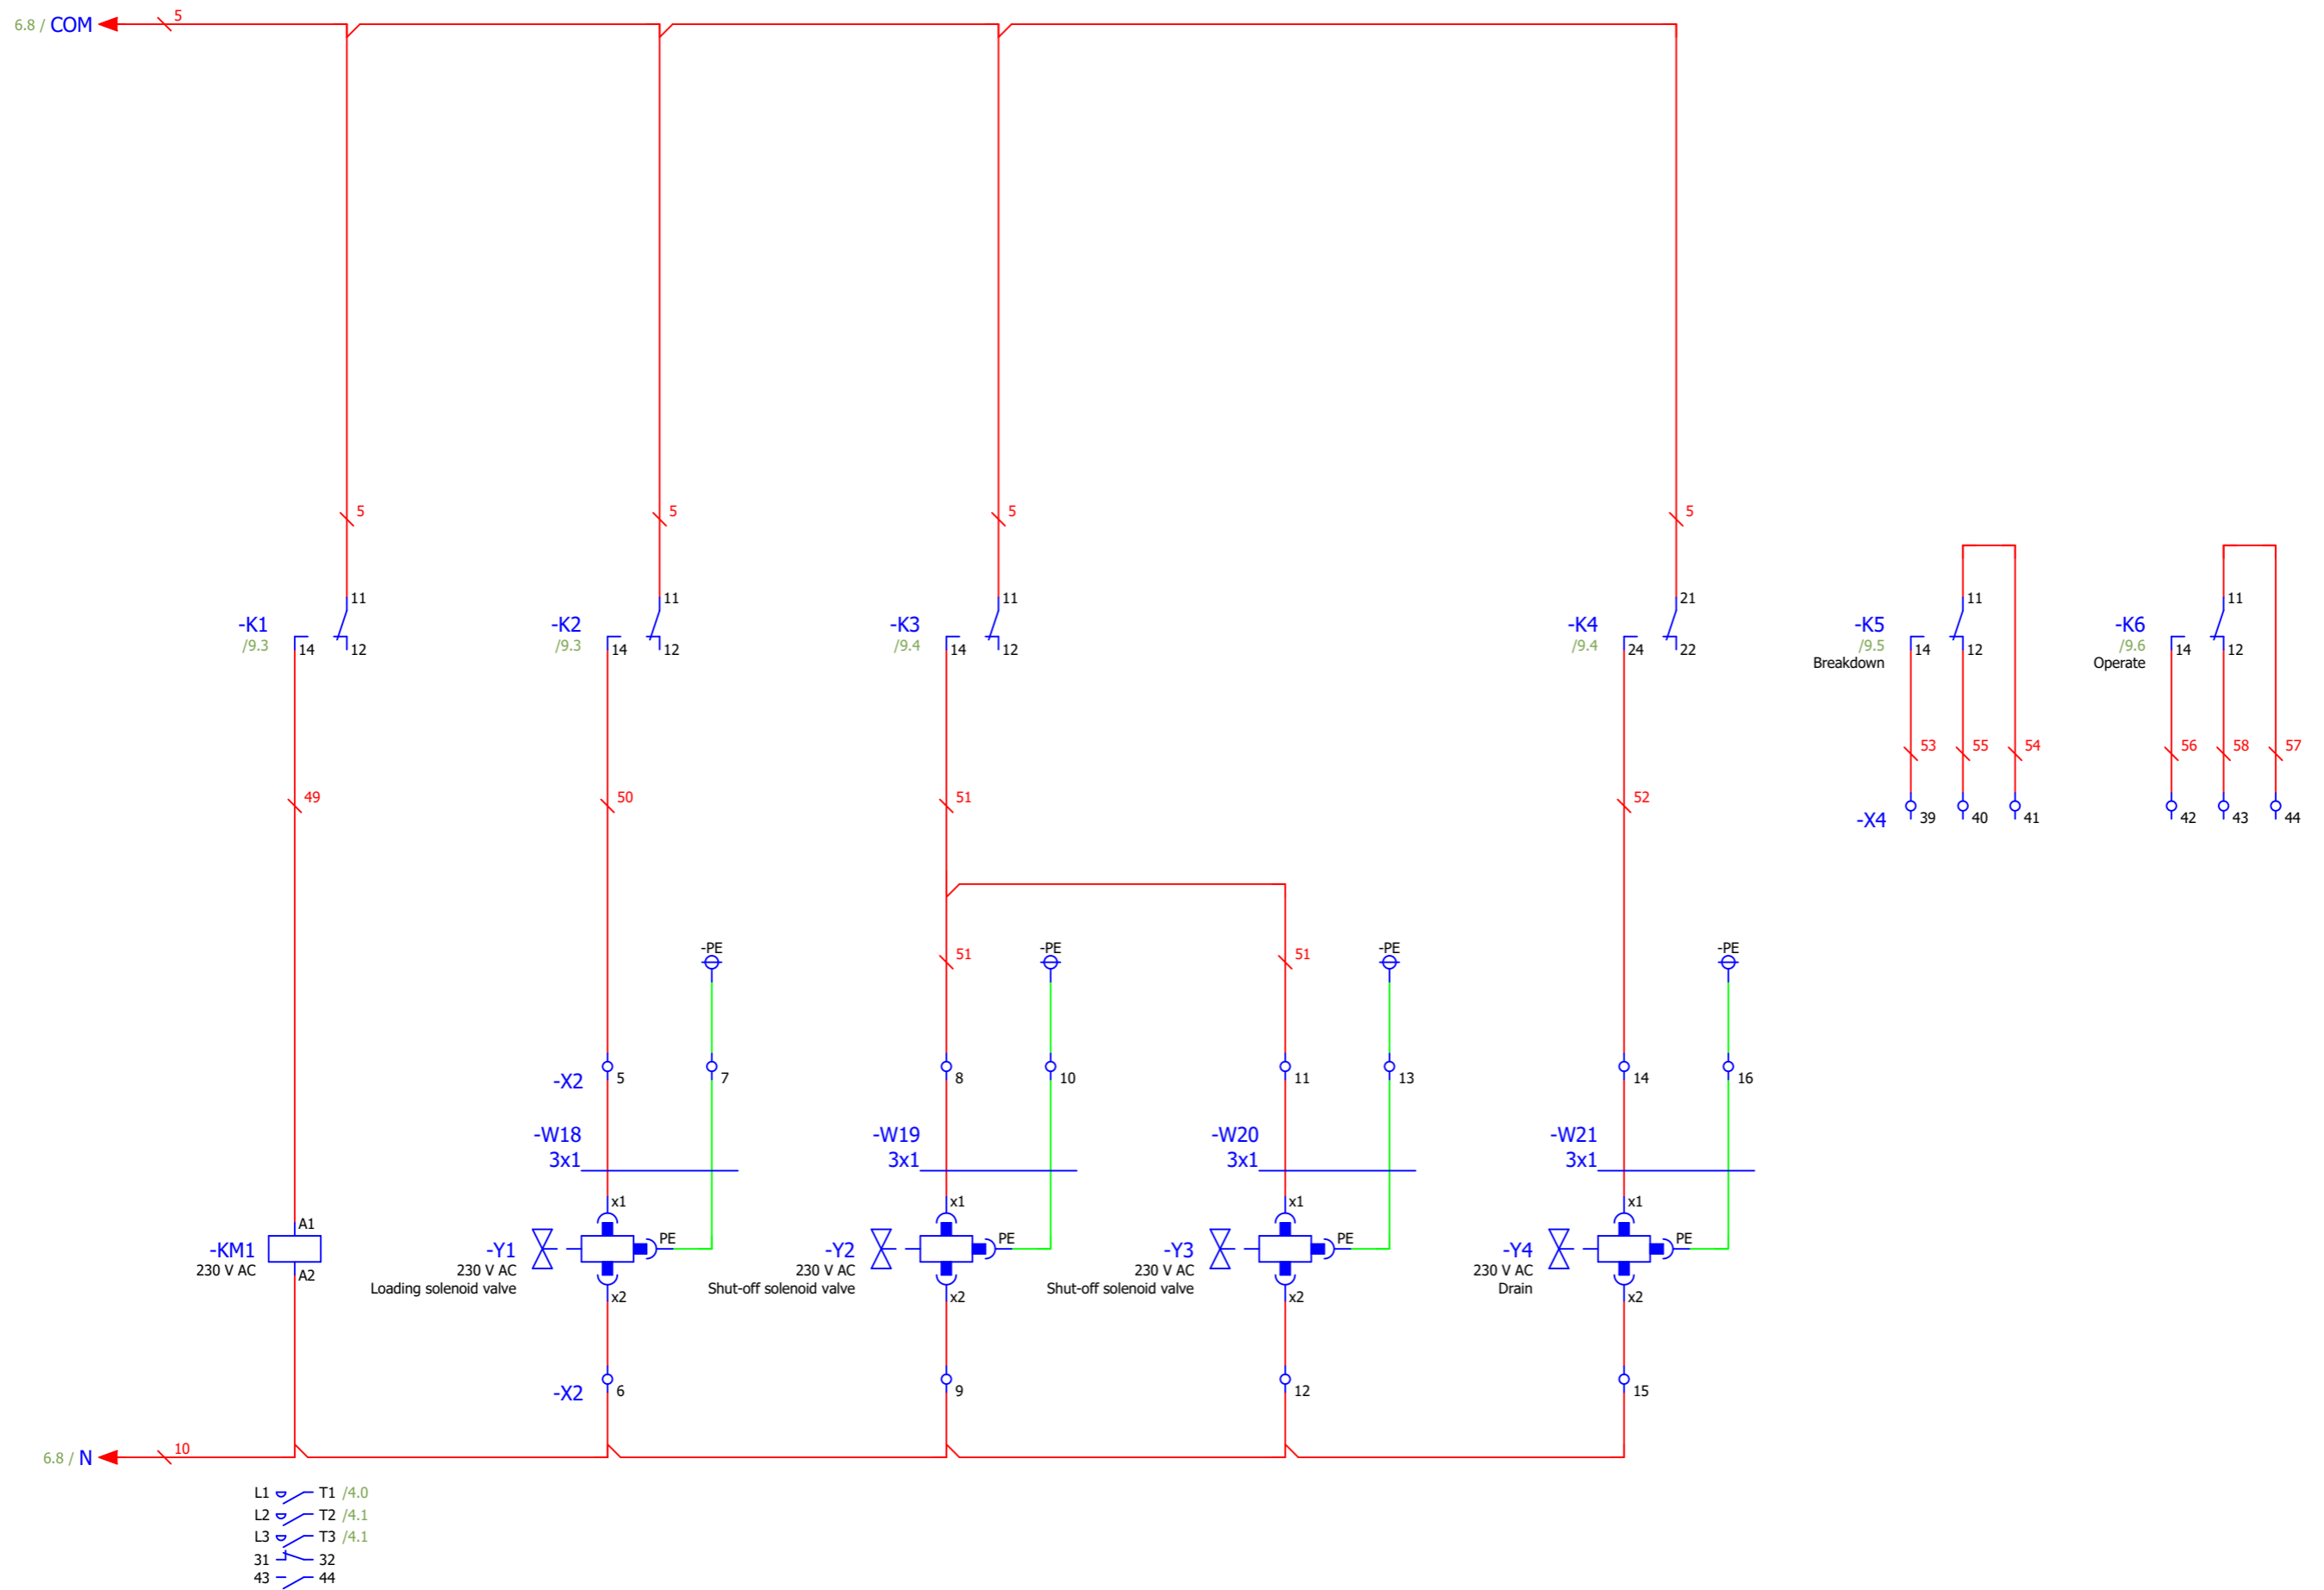 6.8 / COM 5
5 5 5 5
-K1 /9.3 11 14 12
-K2 /9.3 11 14 12
-K3 /9.4 11 14 12
-K4 /9.4 21 24 22
-K5 /9.5 Breakdown 11 14 12
-K6 /9.6 Operate 11 14 12
53 55 54 56 58 57
49 50 51 52
-X4 39 40 41 42 43 44
-PE -PE -PE -PE
51 51
-X2 5 7 8 10 11 13 14 16
-W18 -W19 -W20 -W21
3x1 3x1 3x1 3x1
x1 x1 x1 x1
A1
-KM1 -Y1 PE -Y2 PE -Y3 PE -Y4 PE
230 V AC 230 V AC 230 V AC 230 V AC 230 V AC
A2
Loading solenoid valve Shut-off solenoid valve Shut-off solenoid valve Drain
x2 x2 x2 x2
-X2 6 9 12 15
6.8 / N 10
L1 T1 /4.0
L2 T2 /4.1
L3 T3 /4.1
31 32
43 44